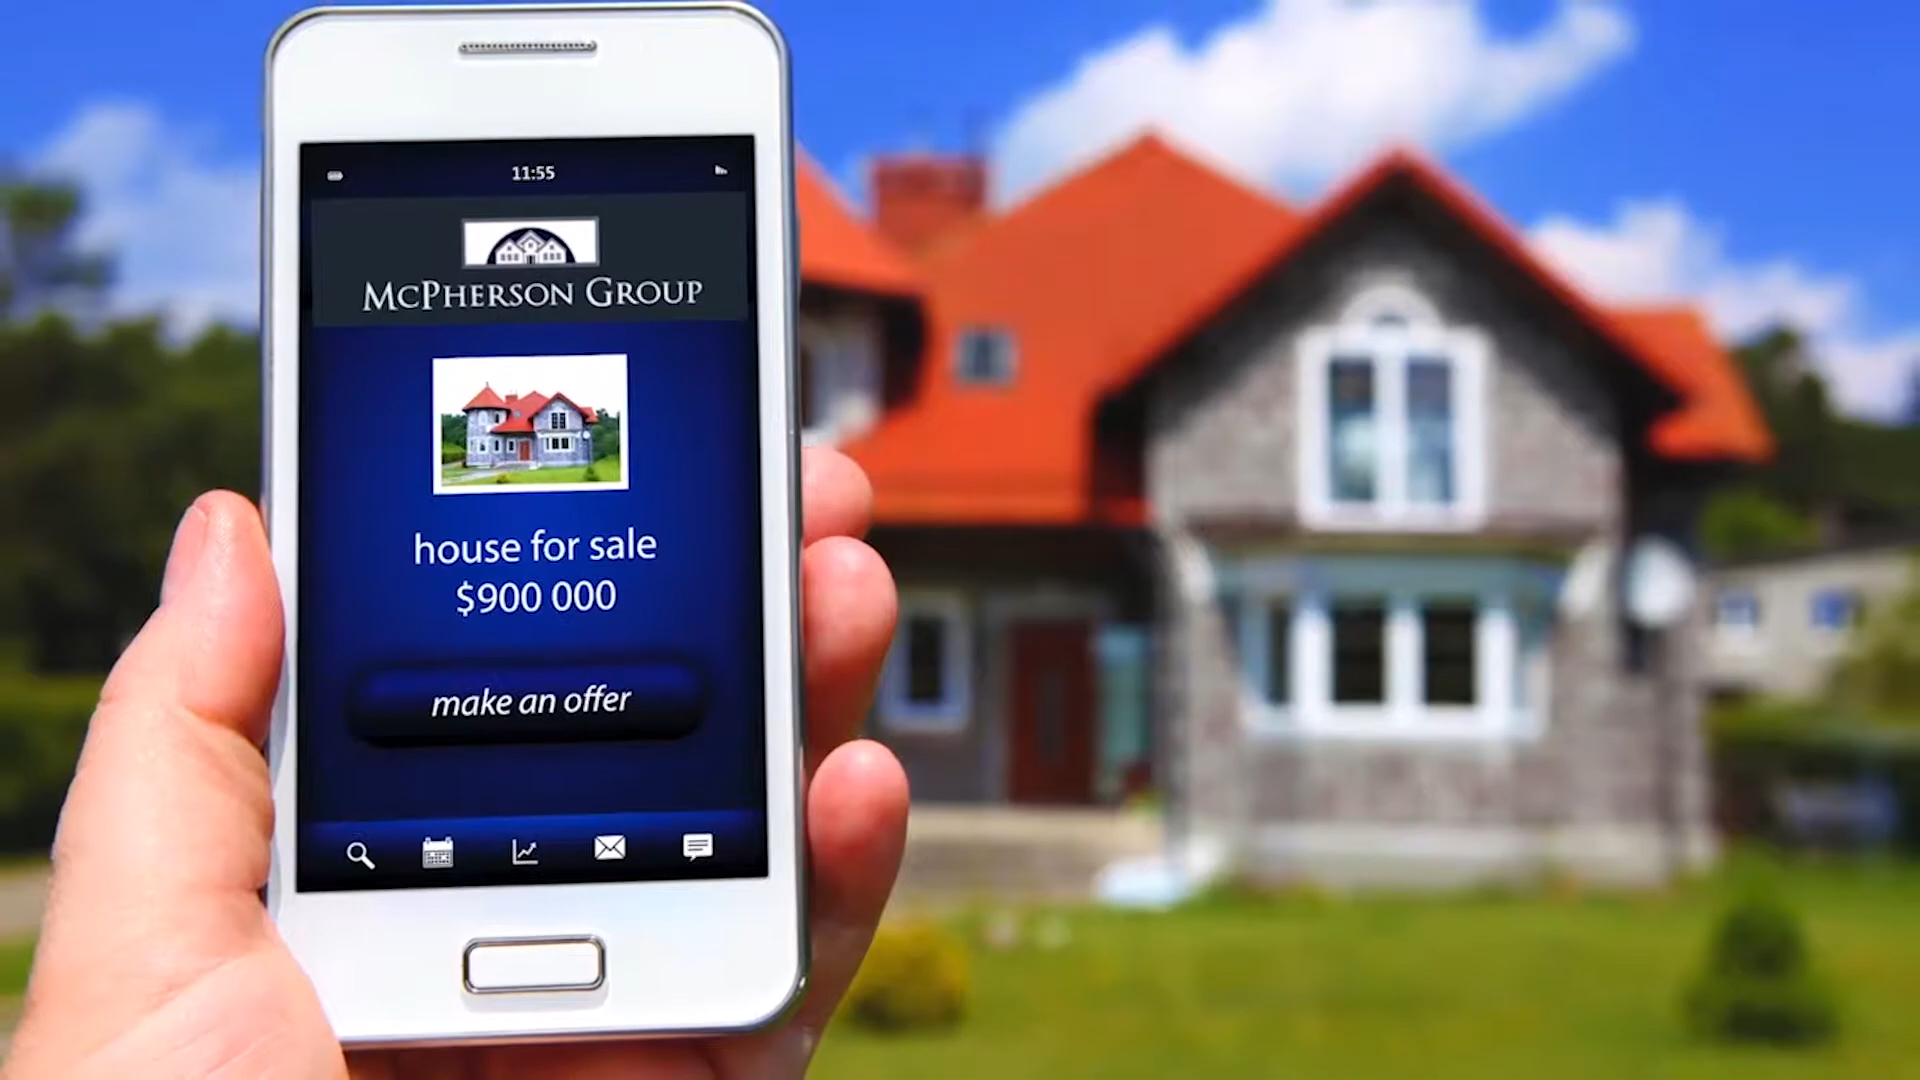 11:55
McPherson Group
house for sale
$900 000
make an offer